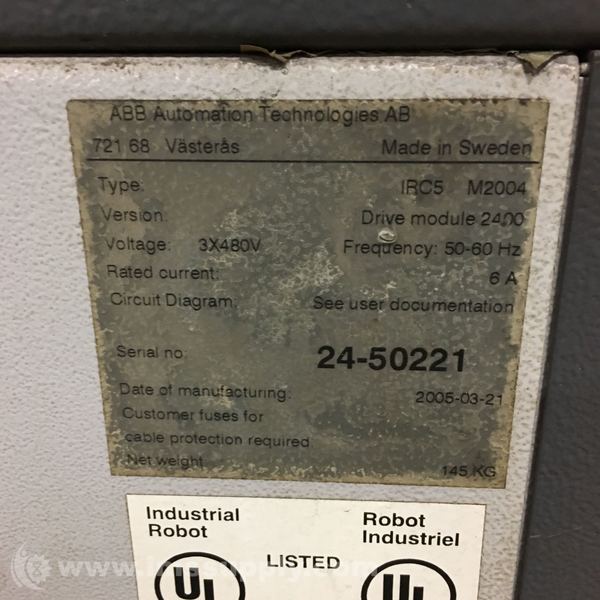 ABB Automation Technologies AB
721 68 Västerås Made in Sweden
Type: IRC5 M2004
Version: Drive module 2400
Voltage: 3X480V Frequency: 50-60 Hz
Rated current: 6 A
Circuit Diagram: See user documentation
Serial no: 24-50221
Date of manufacturing: 2005-03-21
Customer fuses for
cable protection required
Net weight 145 KG
Industrial Robot
Robot Industriel
LISTED
UL UL